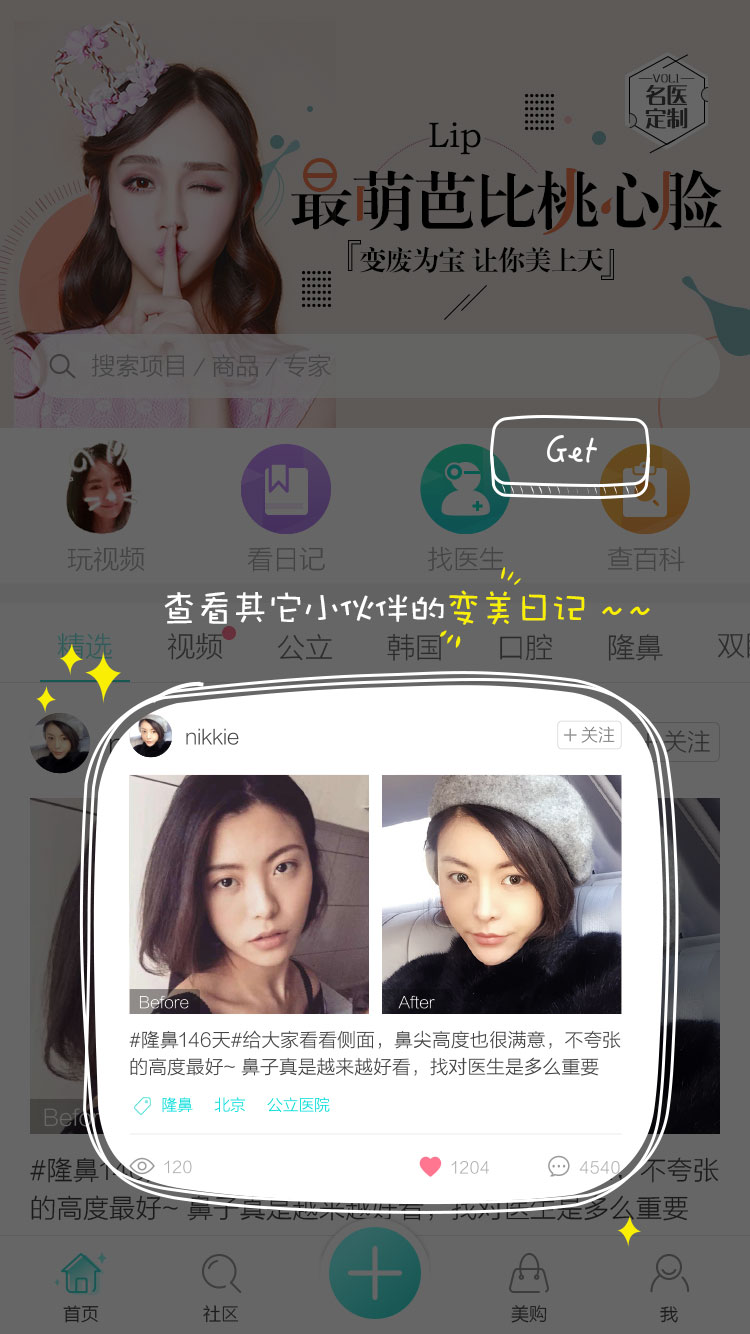 VOL.1
名医
定制
Lip
最萌芭比桃心脸
『变废为宝 让你美上天』
搜索项目 / 商品 / 专家
Get
玩视频
看日记
找医生
查百科
查看其它小伙伴的变美日记 ~~
精选
视频
公立
韩国
口腔
隆鼻
nikkie
+ 关注
关注
Before
After
#隆鼻146天#给大家看看侧面，鼻尖高度也很满意，不夸张
的高度最好~ 鼻子真是越来越好看，找对医生是多么重要
隆鼻 北京 公立医院
120
1204
4540
不夸张
的高度最好~ 鼻子真是越来越好看，找对医生是多么重要
首页
社区
美购
我